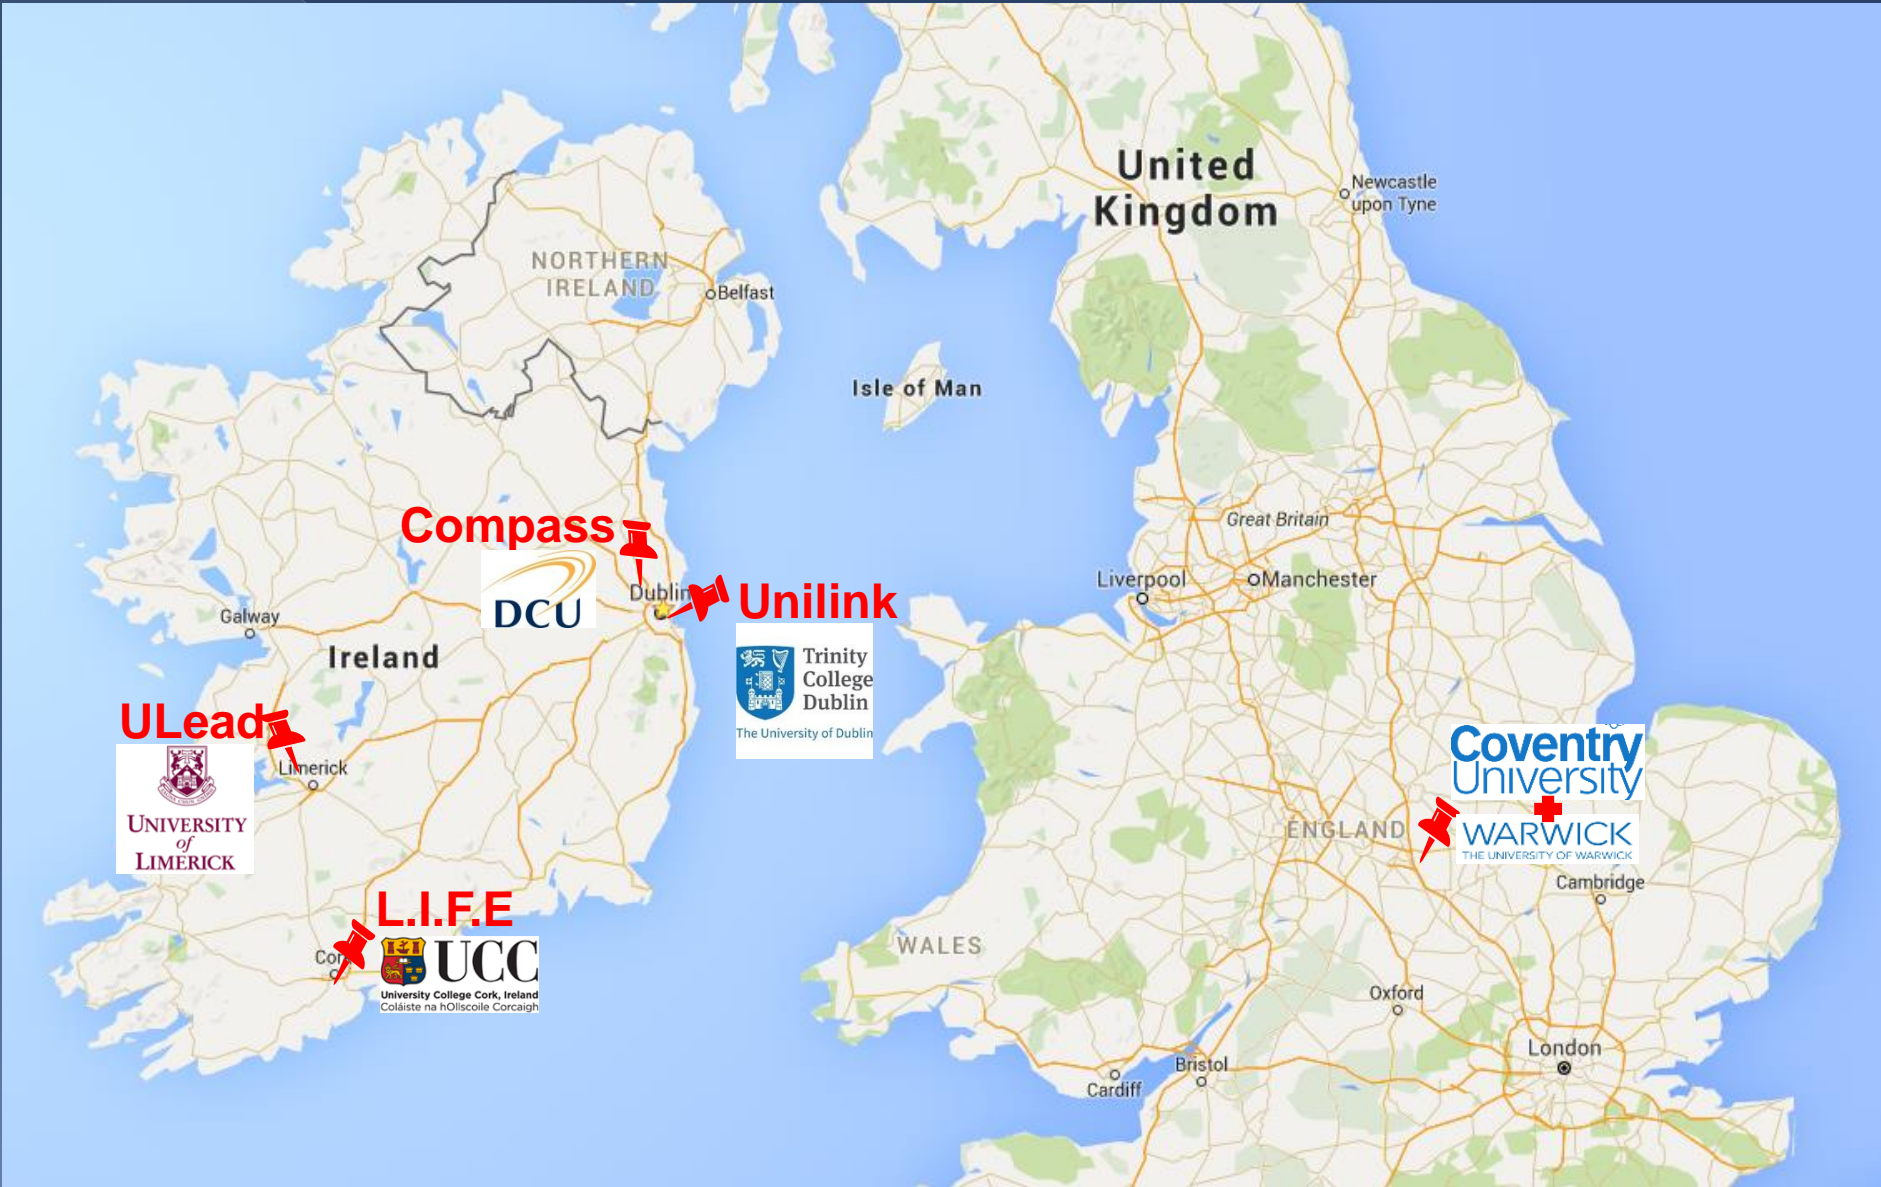 United
Kingdom
Newcastle
upon Tyne
NORTHERN
IRELAND
Belfast
Isle of Man
Great Britain
Compass
DCU
Dublin
Unilink
Trinity
College
Dublin
The University of Dublin
Liverpool
Manchester
Galway
Ireland
ULead
Limerick
UNIVERSITY
of
LIMERICK
Coventry
University
WARWICK
THE UNIVERSITY OF WARWICK
ENGLAND
Cambridge
L.I.F.E
Cor
UCC
University College Cork, Ireland
Coláiste na hOllscoile Corcaigh
WALES
Oxford
London
Bristol
Cardiff